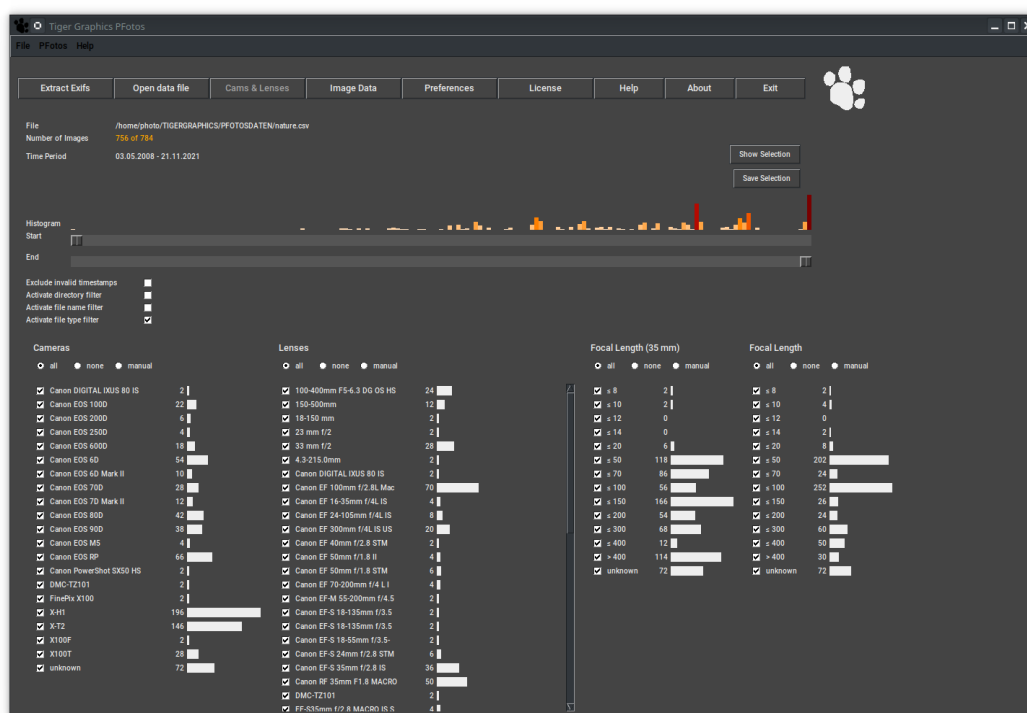 Tiger Graphics PFotos
File PFotos Help
Extract Exifs Open data file Cams & Lenses Image Data Preferences License Help About Exit
File /home/photo/TIGERGRAPHICS/PFOTOSDATEN/nature.csv
Number of Images 756 of 784
Time Period 03.05.2008 - 21.11.2021
Show Selection
Save Selection
Histogram
Start
End
Exclude invalid timestamps
Activate directory filter
Activate file name filter
Activate file type filter
Cameras Lenses Focal Length (35 mm) Focal Length
all none manual all none manual all none manual all none manual
Canon DIGITAL IXUS 80 IS 2 100-400mm F5-6.3 DG OS HS 24 ≤ 8 2 ≤ 8 2
Canon EOS 100D 22 150-500mm 12 ≤ 10 2 ≤ 10 4
Canon EOS 200D 6 18-150 mm 2 ≤ 12 0 ≤ 12 0
Canon EOS 250D 4 23 mm f/2 2 ≤ 14 0 ≤ 14 2
Canon EOS 600D 18 33 mm f/2 28 ≤ 20 6 ≤ 20 8
Canon EOS 6D 54 4.3-215.0mm 2 ≤ 50 118 ≤ 50 202
Canon EOS 6D Mark II 10 Canon DIGITAL IXUS 80 IS 2 ≤ 70 86 ≤ 70 24
Canon EOS 70D 28 Canon EF 100mm f/2.8L Mac 70 ≤ 100 56 ≤ 100 252
Canon EOS 7D Mark II 12 Canon EF 16-35mm f/4L IS 4 ≤ 150 166 ≤ 150 26
Canon EOS 80D 42 Canon EF 24-105mm f/4L IS 8 ≤ 200 54 ≤ 200 24
Canon EOS 90D 38 Canon EF 300mm f/4L IS US 20 ≤ 300 68 ≤ 300 60
Canon EOS M5 4 Canon EF 40mm f/2.8 STM 2 ≤ 400 12 ≤ 400 50
Canon EOS RP 66 Canon EF 50mm f/1.8 II 4 > 400 114 > 400 30
Canon PowerShot SX50 HS 2 Canon EF 50mm f/1.8 STM 6 unknown 72 unknown 72
DMC-TZ101 2 Canon EF 70-200mm f/4 L I 4
FinePix X100 2 Canon EF-M 55-200mm f/4.5 2
X-H1 196 Canon EF-S 18-135mm f/3.5 2
X-T2 146 Canon EF-S 18-135mm f/3.5 2
X100F 2 Canon EF-S 18-55mm f/3.5- 2
X100T 28 Canon EF-S 24mm f/2.8 STM 6
unknown 72 Canon EF-S 35mm f/2.8 IS 36
Canon RF 35mm F1.8 MACRO 50
DMC-TZ101 2
EF-S35mm f/2.8 MACRO IS S 4